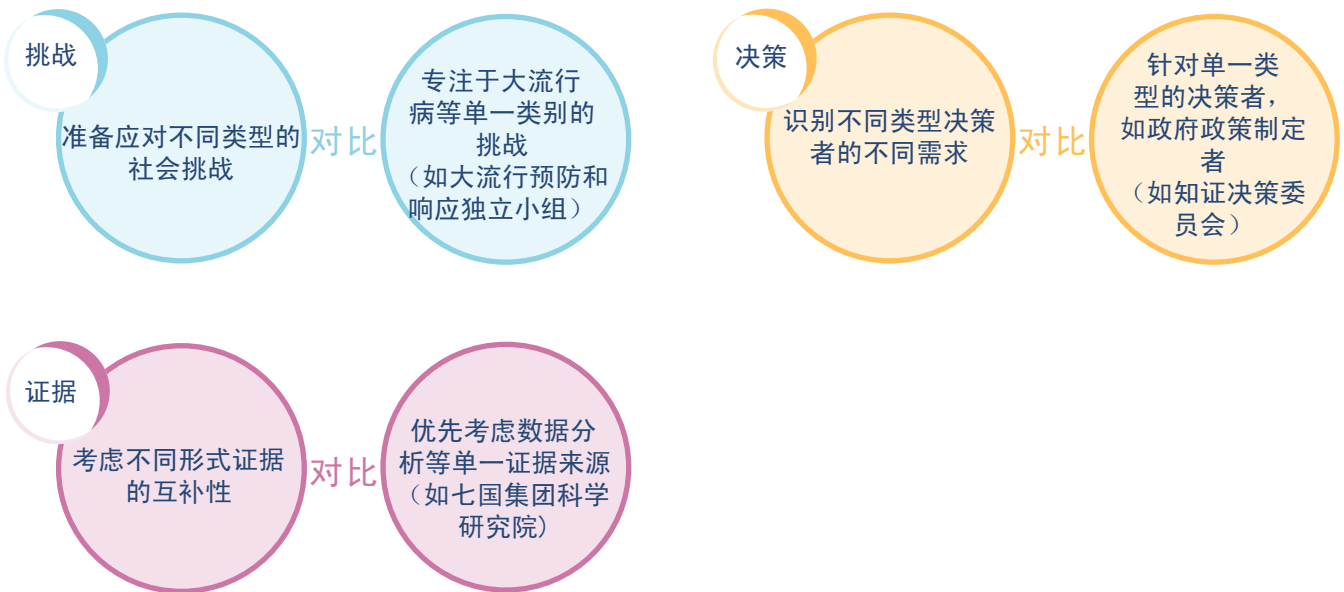 挑战
准备应对不同类型的
社会挑战
对比
专注于大流行
病等单一类别的
挑战
（如大流行预防和
响应独立小组）
决策
识别不同类型决策
者的不同需求
对比
针对单一类
型的决策者，
如政府政策制定
者
（如知证决策委
员会）
证据
考虑不同形式证据
的互补性
对比
优先考虑数据分
析等单一证据来源
（如七国集团科学
研究院）